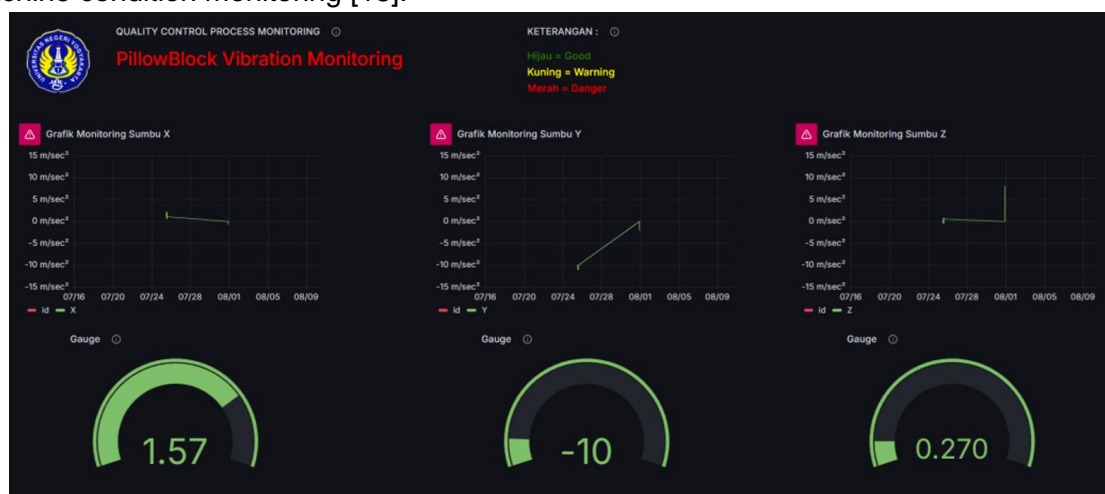 QUALITY CONTROL PROCESS MONITORING
PillowBlock Vibration Monitoring
KETERANGAN :
Hijau = Good
Kuning = Warning
Merah = Danger
UNIVERSITAS NEGERI YOGYAKARTA
Grafik Monitoring Sumbu X
15 m/sec²
10 m/sec²
5 m/sec²
0 m/sec²
-5 m/sec²
-10 m/sec²
-15 m/sec²
07/16 07/20 07/24 07/28 08/01 08/05 08/09
id X
Grafik Monitoring Sumbu Y
15 m/sec²
10 m/sec²
5 m/sec²
0 m/sec²
-5 m/sec²
-10 m/sec²
-15 m/sec²
07/16 07/20 07/24 07/28 08/01 08/05 08/09
id Y
Grafik Monitoring Sumbu Z
15 m/sec²
10 m/sec²
5 m/sec²
0 m/sec²
-5 m/sec²
-10 m/sec²
-15 m/sec²
07/16 07/20 07/24 07/28 08/01 08/05 08/09
id Z
Gauge
1.57
Gauge
-10
Gauge
0.270